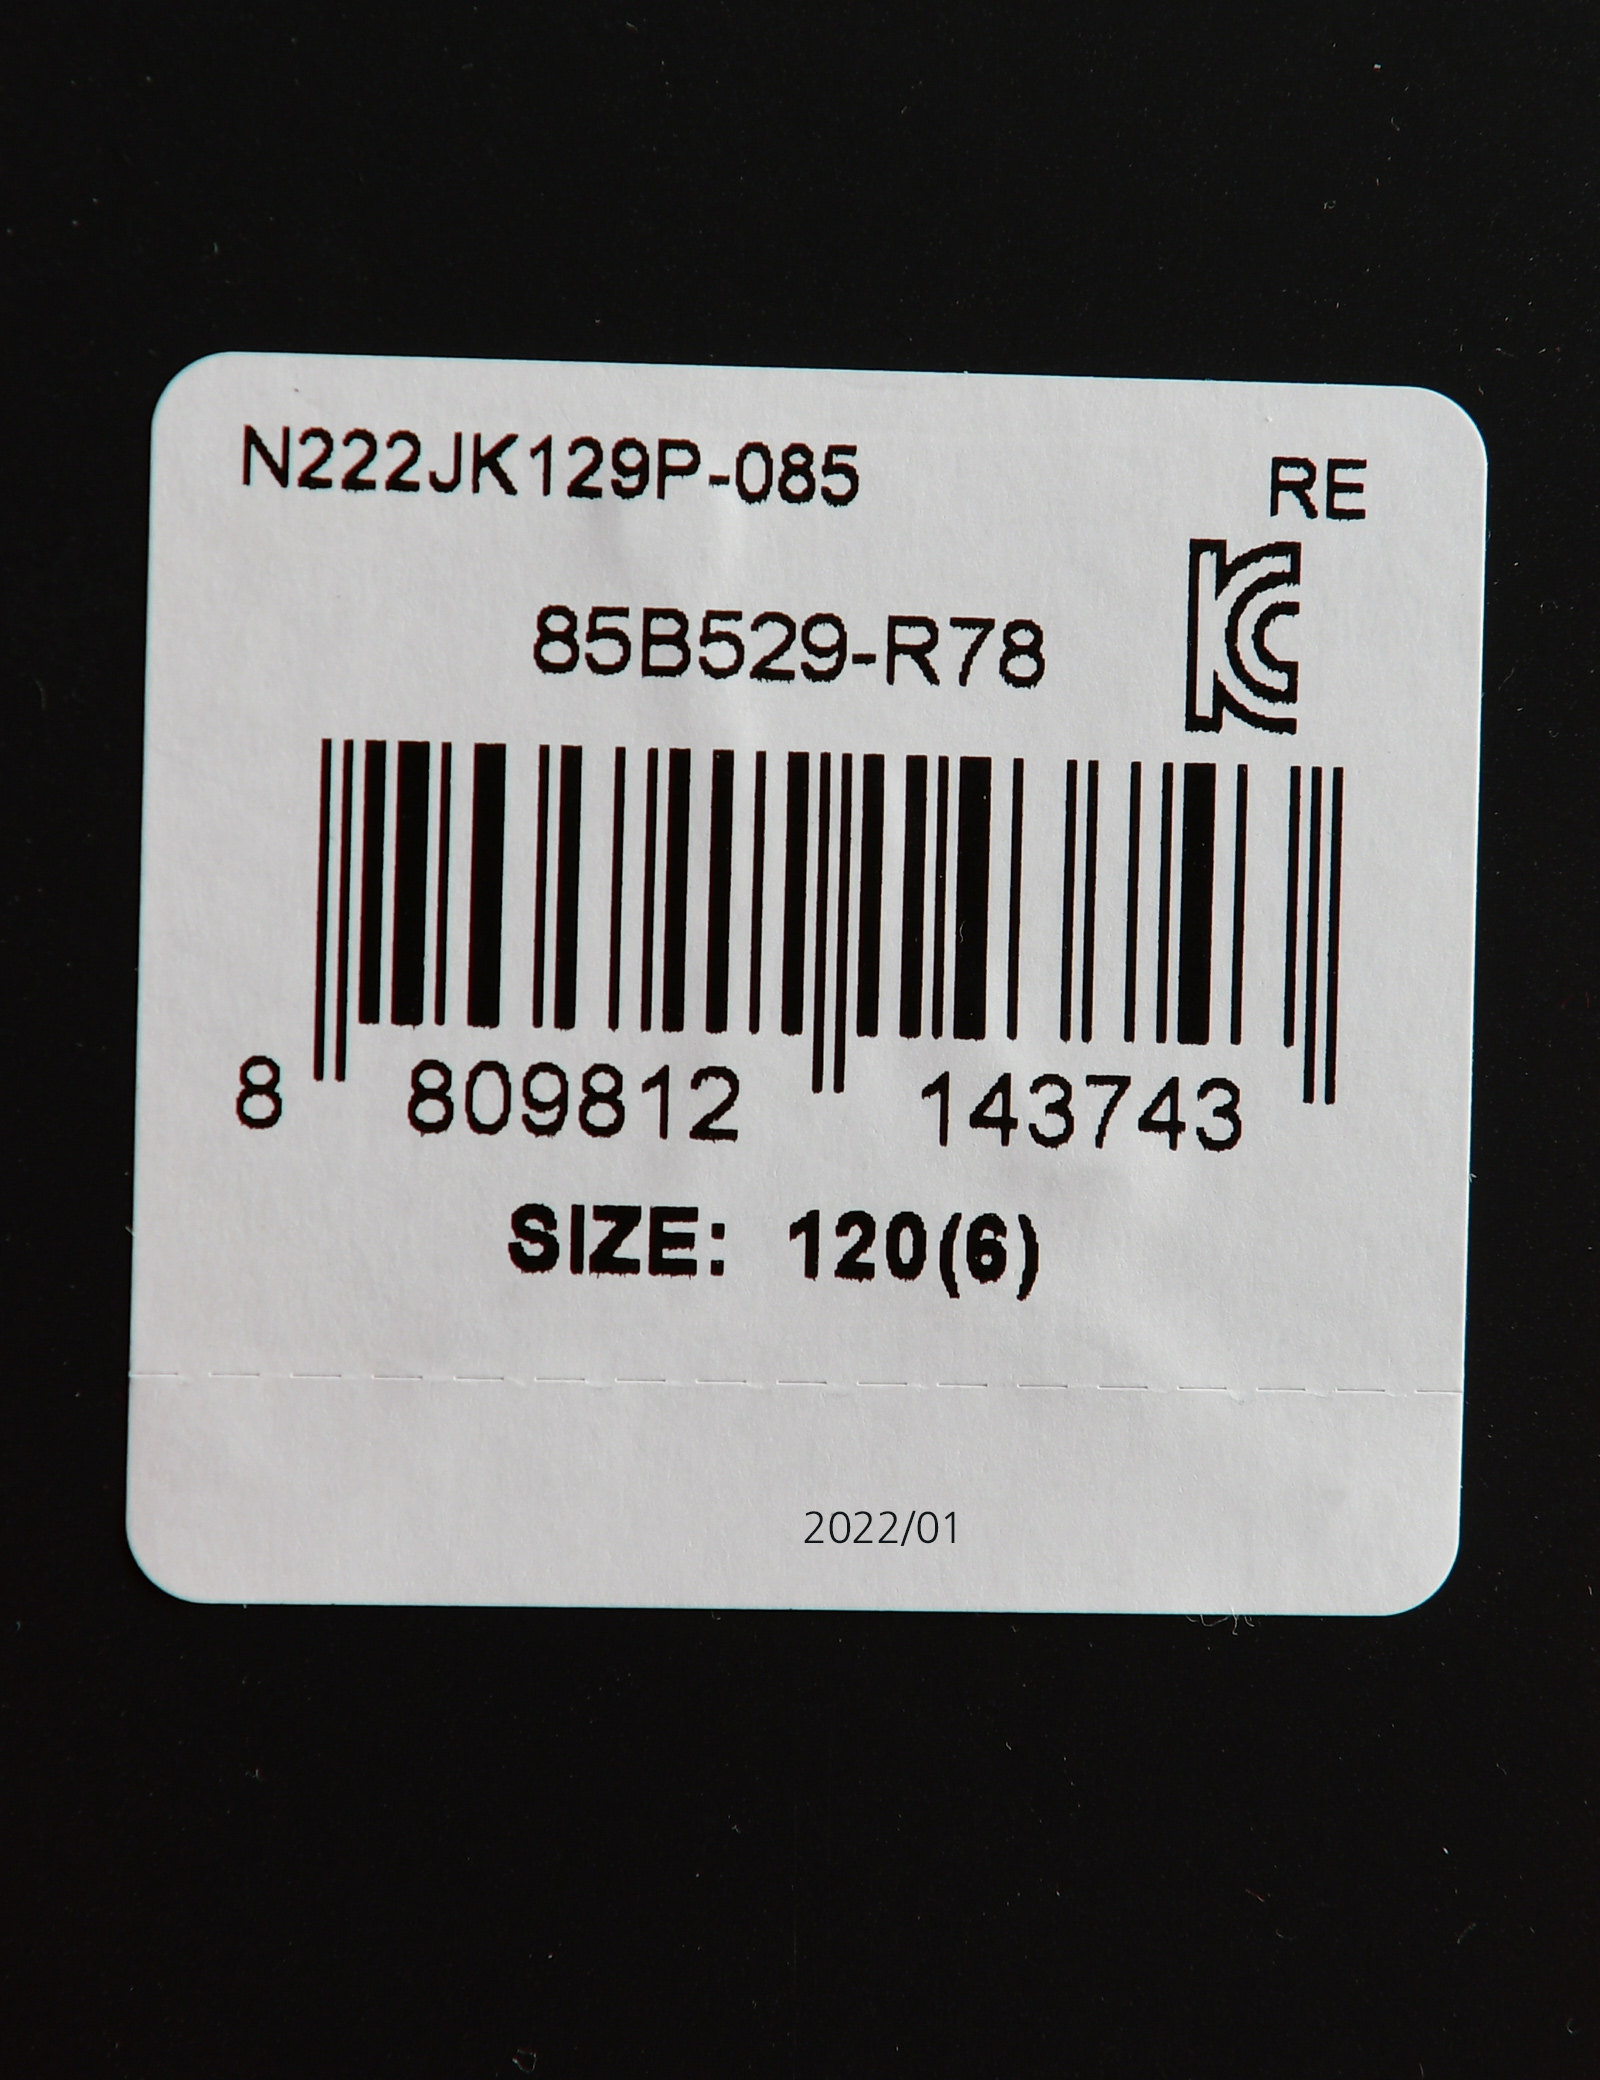 N222JK129P-085
RE
85B529-R78
8 809812 143743
SIZE: 120(6)
2022/01